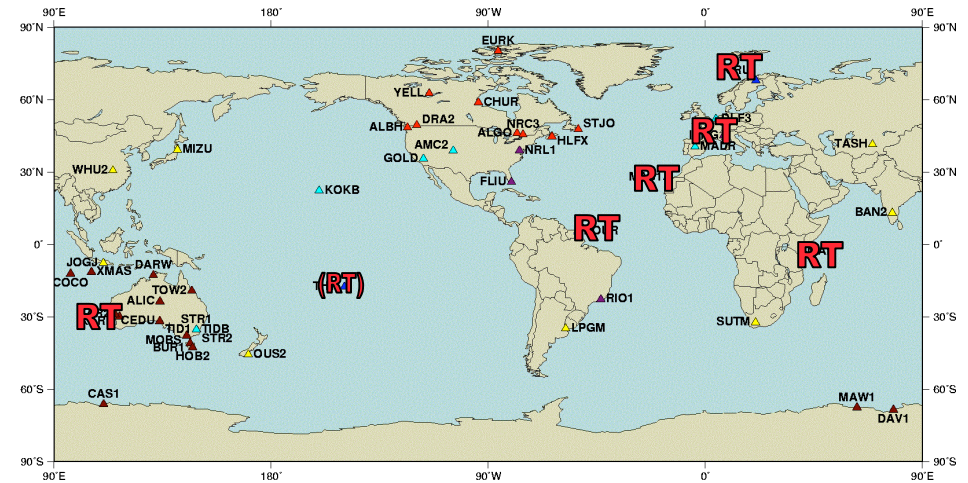 90°E 180° 90°W 0° 90°E
90°N 90°N
EURK
RT
60°N YELL CHUR 60°N
ALBH DRA2 NRC3 STJO
ALGO HLFX RT
MIZU AMC2 NRL1 MADR TASH
GOLD
30°N WHU2 FLIU RT 30°N
KOKB
BAN2
RT
0° 0°
RT
JOGJ XMAS DARW
COCO
TOW2 (RT)
ALIC RIO1
30°S RT CEDU STR1 SUTM 30°S
TID1 TIDB LPGM
MOBS STR2
BUR1
HOB2 OUS2
60°S 60°S
CAS1 MAW1
DAV1
90°S 90°S
90°E 180° 90°W 0° 90°E